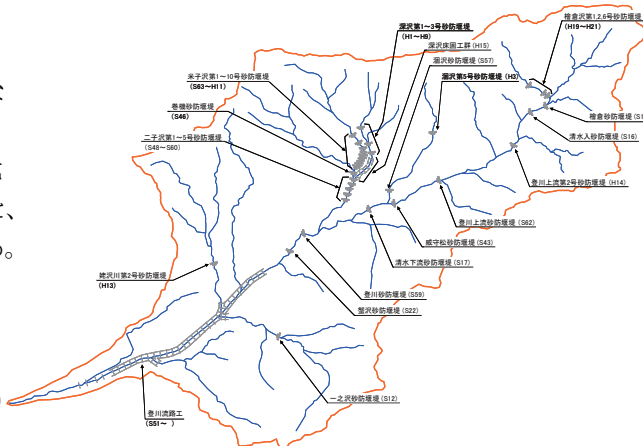 深沢第1～3号砂防堰堤
(H1～H9)
深沢床固工群(H15)
涸沢砂防堰堤(S57)
涸沢第5号砂防堰堤(H3)
檜倉沢第1,2,6号砂防堰堤
(H19～H21)
米子沢第1～10号砂防堰堤
(S63～H11)
巻機砂防堰堤
(S46)
二子沢第1～5号砂防堰堤
(S48～S60)
檜倉砂防堰堤(S1
清水入砂防堰堤(S16)
登川上流第2号砂防堰堤(H14)
登川上流砂防堰堤(S62)
威守松砂防堰堤(S43)
清水下流砂防堰堤(S17)
姥沢川第2号砂防堰堤
(H13)
登川砂防堰堤(S59)
蟹沢砂防堰堤(S22)
一之沢砂防堰堤(S12)
登川流路工
(S51～ )
、
。